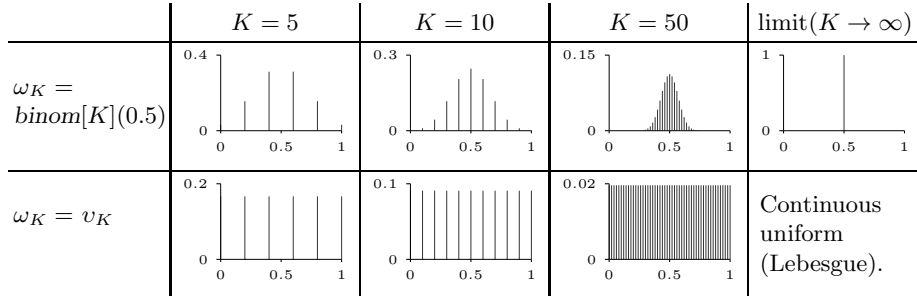 K = 5 K = 10 K = 50 limit(K → ∞)
ω_K = binom[K](0.5)
0.4
0
0 0.5 1
0.3
0
0 0.5 1
0.15
0
0 0.5 1
1
0
0 0.5 1
ω_K = υ_K
0.2
0
0 0.5 1
0.1
0
0 0.5 1
0.02
0
0 0.5 1
Continuous
uniform
(Lebesgue).